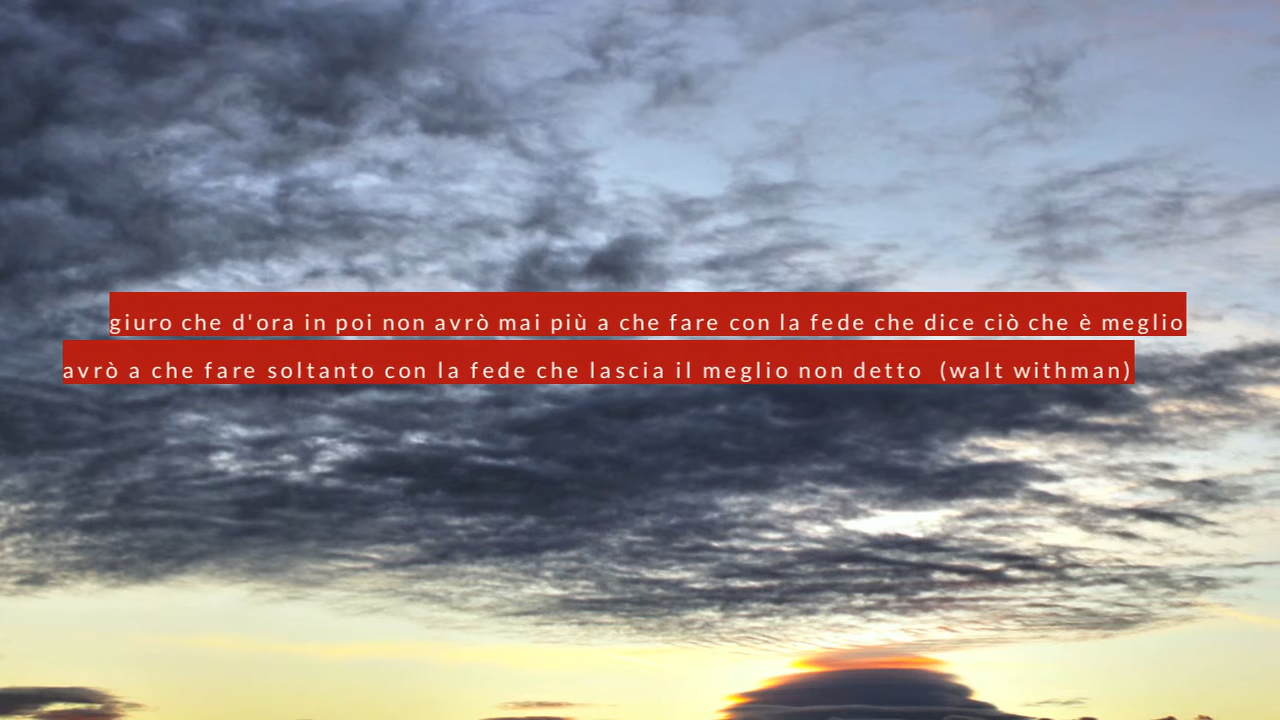 giuro che d'ora in poi non avrò mai più a che fare con la fede che dice ciò che è meglio
avrò a che fare soltanto con la fede che lascia il meglio non detto  (walt withman)